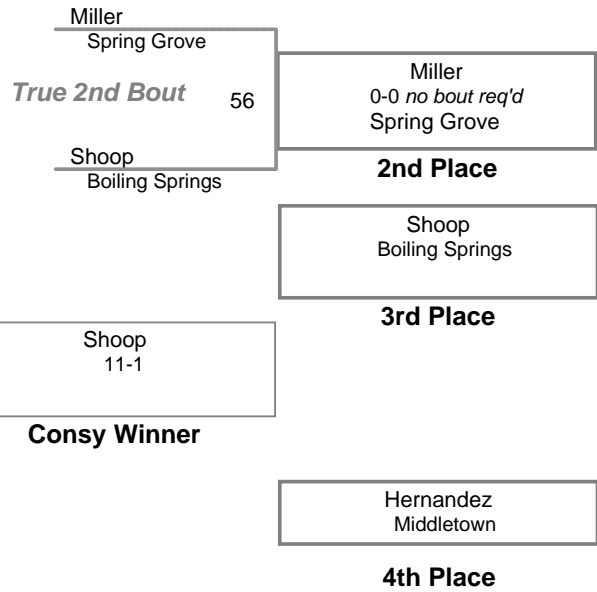 Miller
Spring Grove
True 2nd Bout 56
Shoop
Boiling Springs
Miller
0-0 no bout req'd
Spring Grove
2nd Place
Shoop
Boiling Springs
3rd Place
Shoop
11-1
Consy Winner
Hernandez
Middletown
4th Place